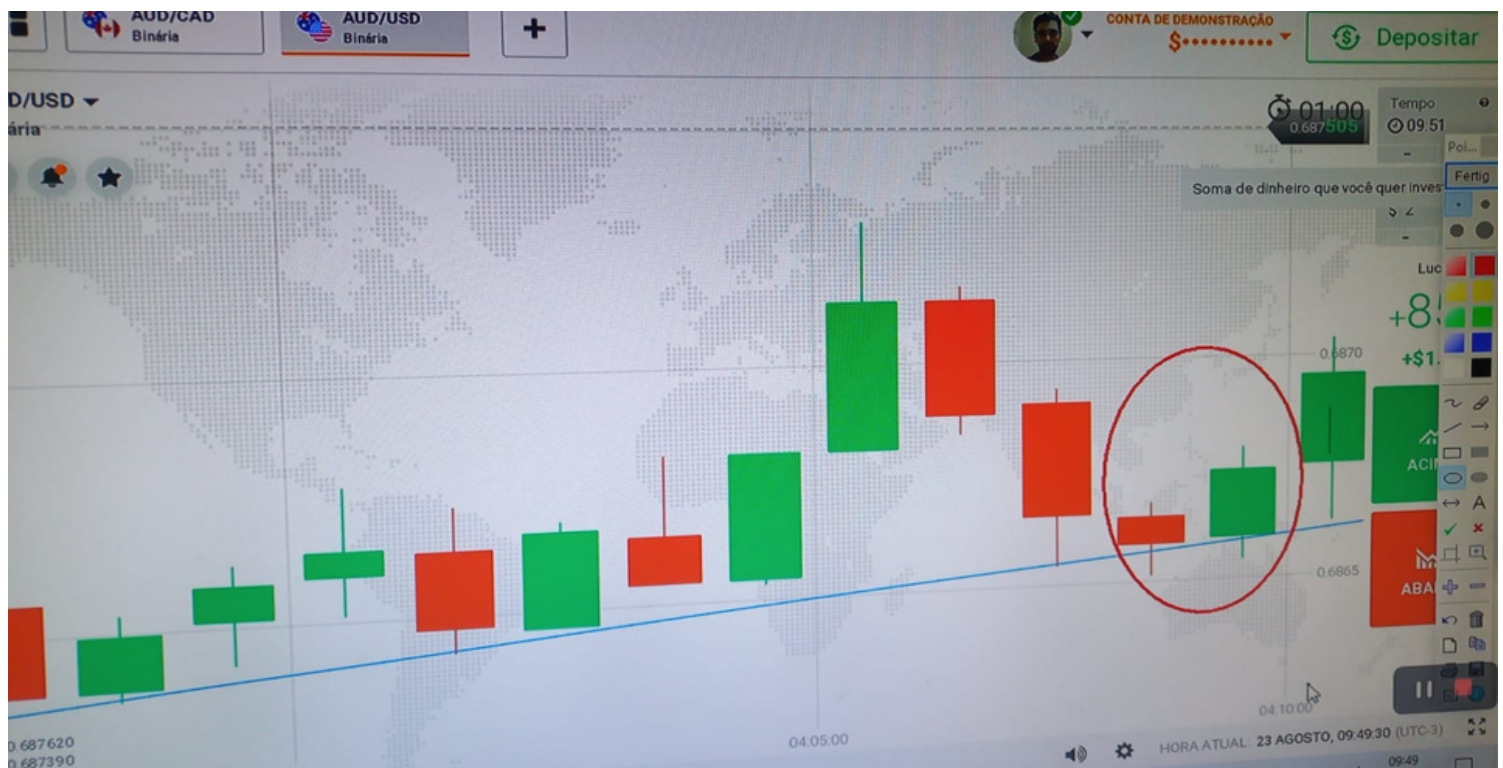 AUD/CAD
Binária
AUD/USD
Binária
CONTA DE DEMONSTRAÇÃO
$••••••••••
Depositar
D/USD
ária
01:00
0.687505
Tempo
09:51
-
Poi...
Fertig
Soma de dinheiro que você quer inves
-
Luc
+8
0.6870
+$1.
ACI
0.6865
ABA
A
04:10:00
04:05:00
0.687620
0.687390
HORA ATUAL: 23 AGOSTO, 09:49:30 (UTC-3)
09:49